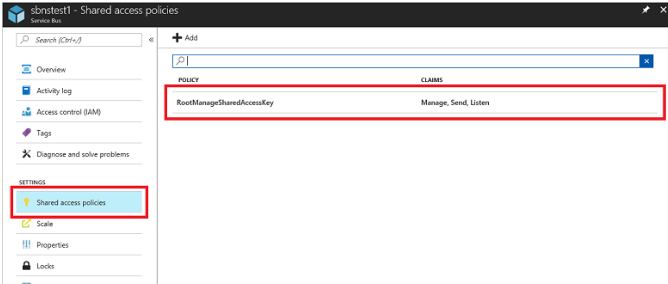 sbnstest1 - Shared access policies
Service Bus
Search (Ctrl+/)
Overview
Activity log
Access control (IAM)
Tags
Diagnose and solve problems
SETTINGS
Shared access policies
Scale
Properties
Locks
Add
POLICY CLAIMS
RootManageSharedAccessKey Manage, Send, Listen